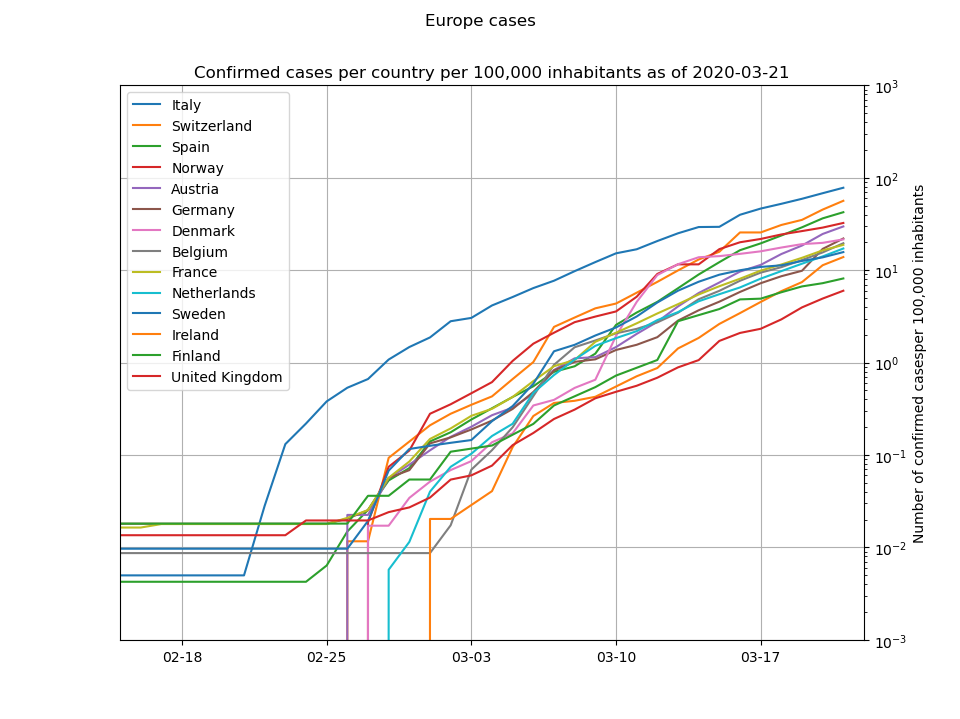 Europe cases
Confirmed cases per country per 100,000 inhabitants as of 2020-03-21
Italy
Switzerland
Spain
Norway
Austria
Germany
Denmark
Belgium
France
Netherlands
Sweden
Ireland
Finland
United Kingdom
10³
10²
10¹
10⁰
10⁻¹
10⁻²
10⁻³
Number of confirmed casesper 100,000 inhabitants
02-18 02-25 03-03 03-10 03-17